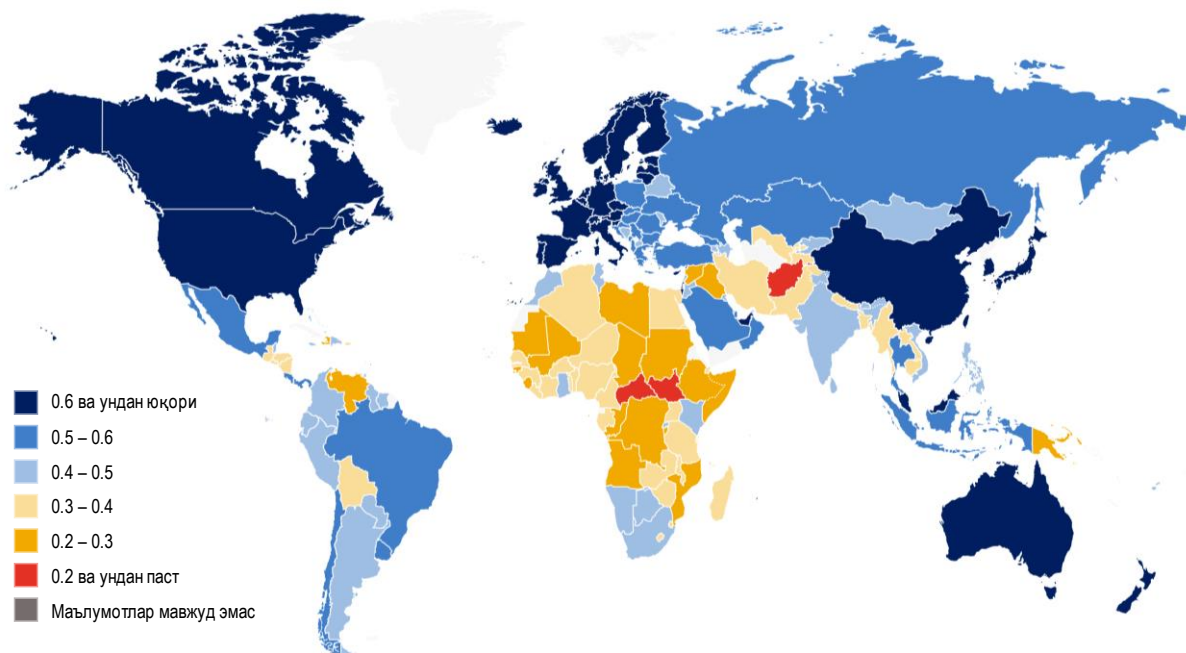 0.6 ва ундан юқори
0.5 – 0.6
0.4 – 0.5
0.3 – 0.4
0.2 – 0.3
0.2 ва ундан паст
Маълумотлар мавжуд эмас